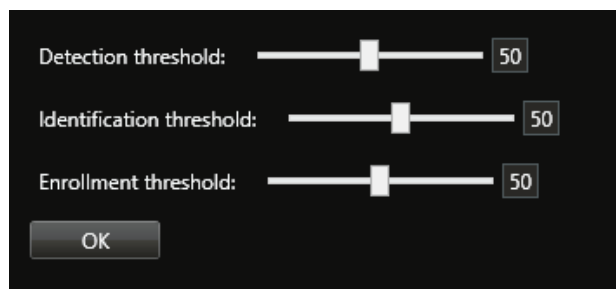 Detection threshold: 50
Identification threshold: 50
Enrollment threshold: 50
OK